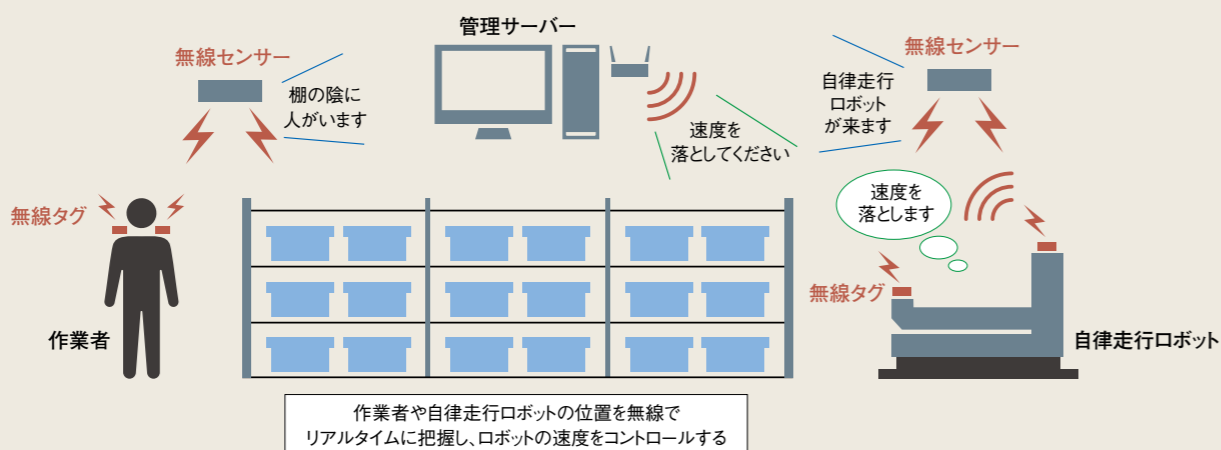 管理サーバー
無線センサー
棚の陰に
人がいます
速度を
落としてください
無線センサー
自律走行
ロボット
が来ます
無線タグ
作業者
速度を
落とします
無線タグ
自律走行ロボット
作業者や自律走行ロボットの位置を無線で
リアルタイムに把握し、ロボットの速度をコントロールする